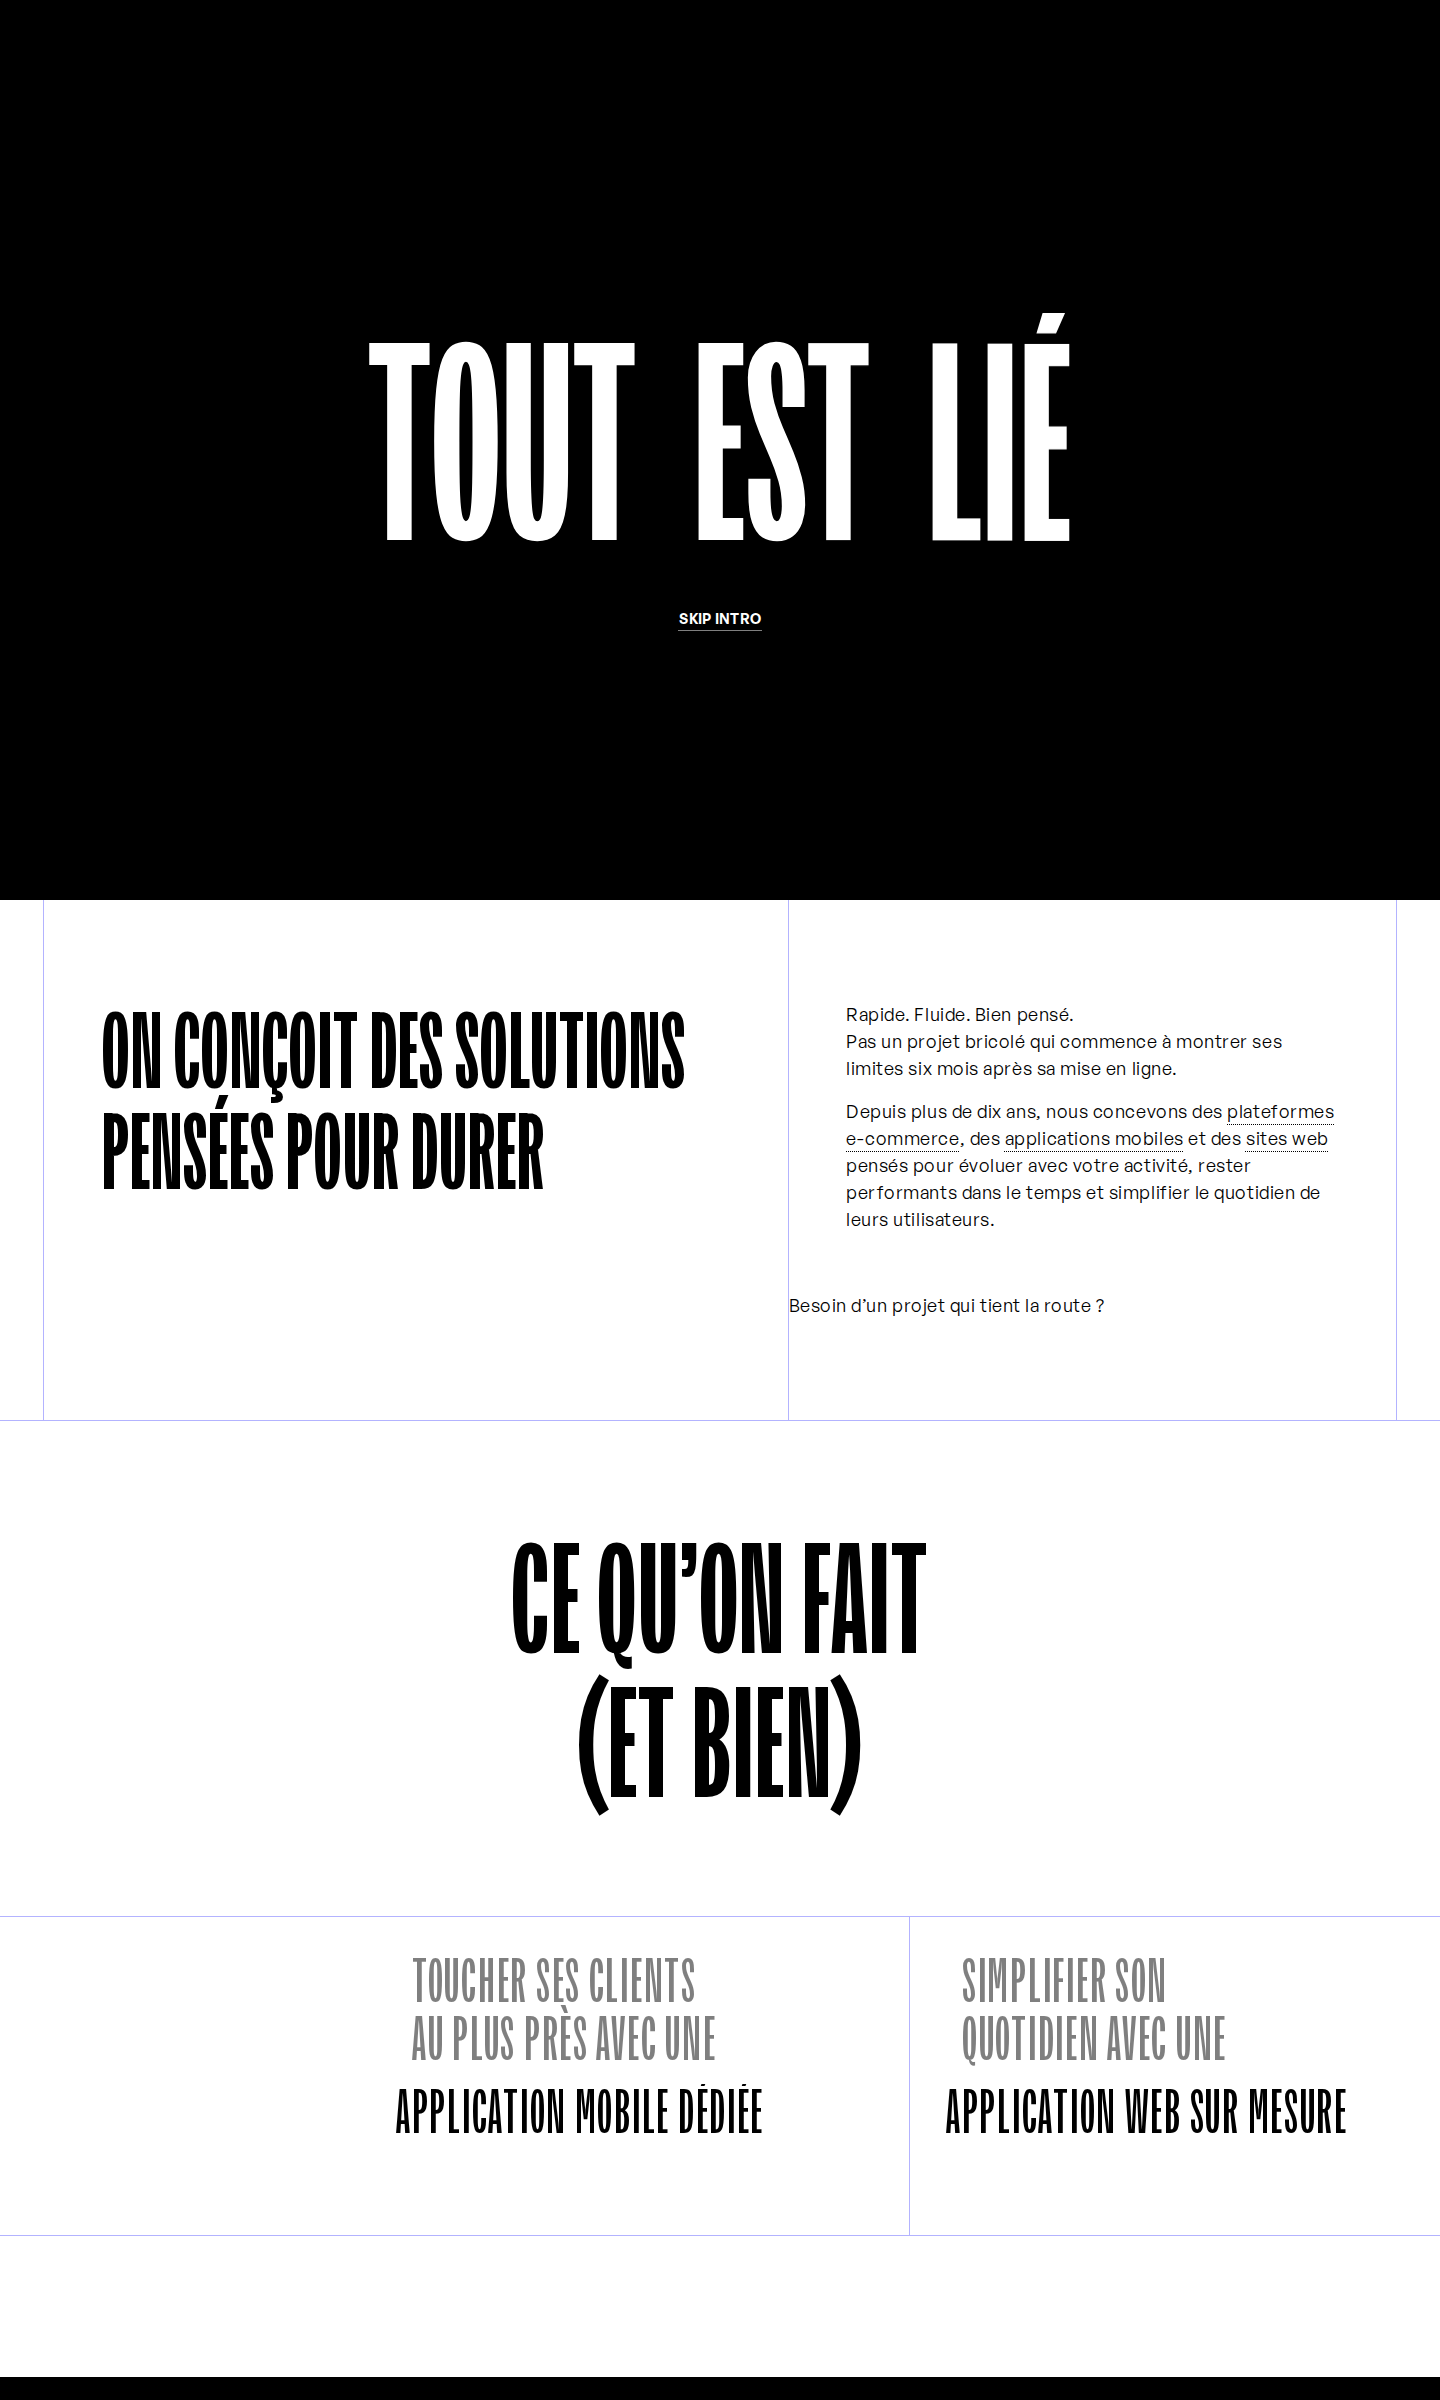 TOUT EST LIÉ
SKIP INTRO
ON CONÇOIT DES SOLUTIONS
PENSÉES POUR DURER
Rapide. Fluide. Bien pensé.
Pas un projet bricolé qui commence à montrer ses
limites six mois après sa mise en ligne.
Depuis plus de dix ans, nous concevons des plateformes
e-commerce, des applications mobiles et des sites web
pensés pour évoluer avec votre activité, rester
performants dans le temps et simplifier le quotidien de
leurs utilisateurs.
Besoin d’un projet qui tient la route ?
CE QU’ON FAIT
(ET BIEN)
TOUCHER SES CLIENTS
AU PLUS PRÈS AVEC UNE
APPLICATION MOBILE DÉDIÉE
SIMPLIFIER SON
QUOTIDIEN AVEC UNE
APPLICATION WEB SUR MESURE